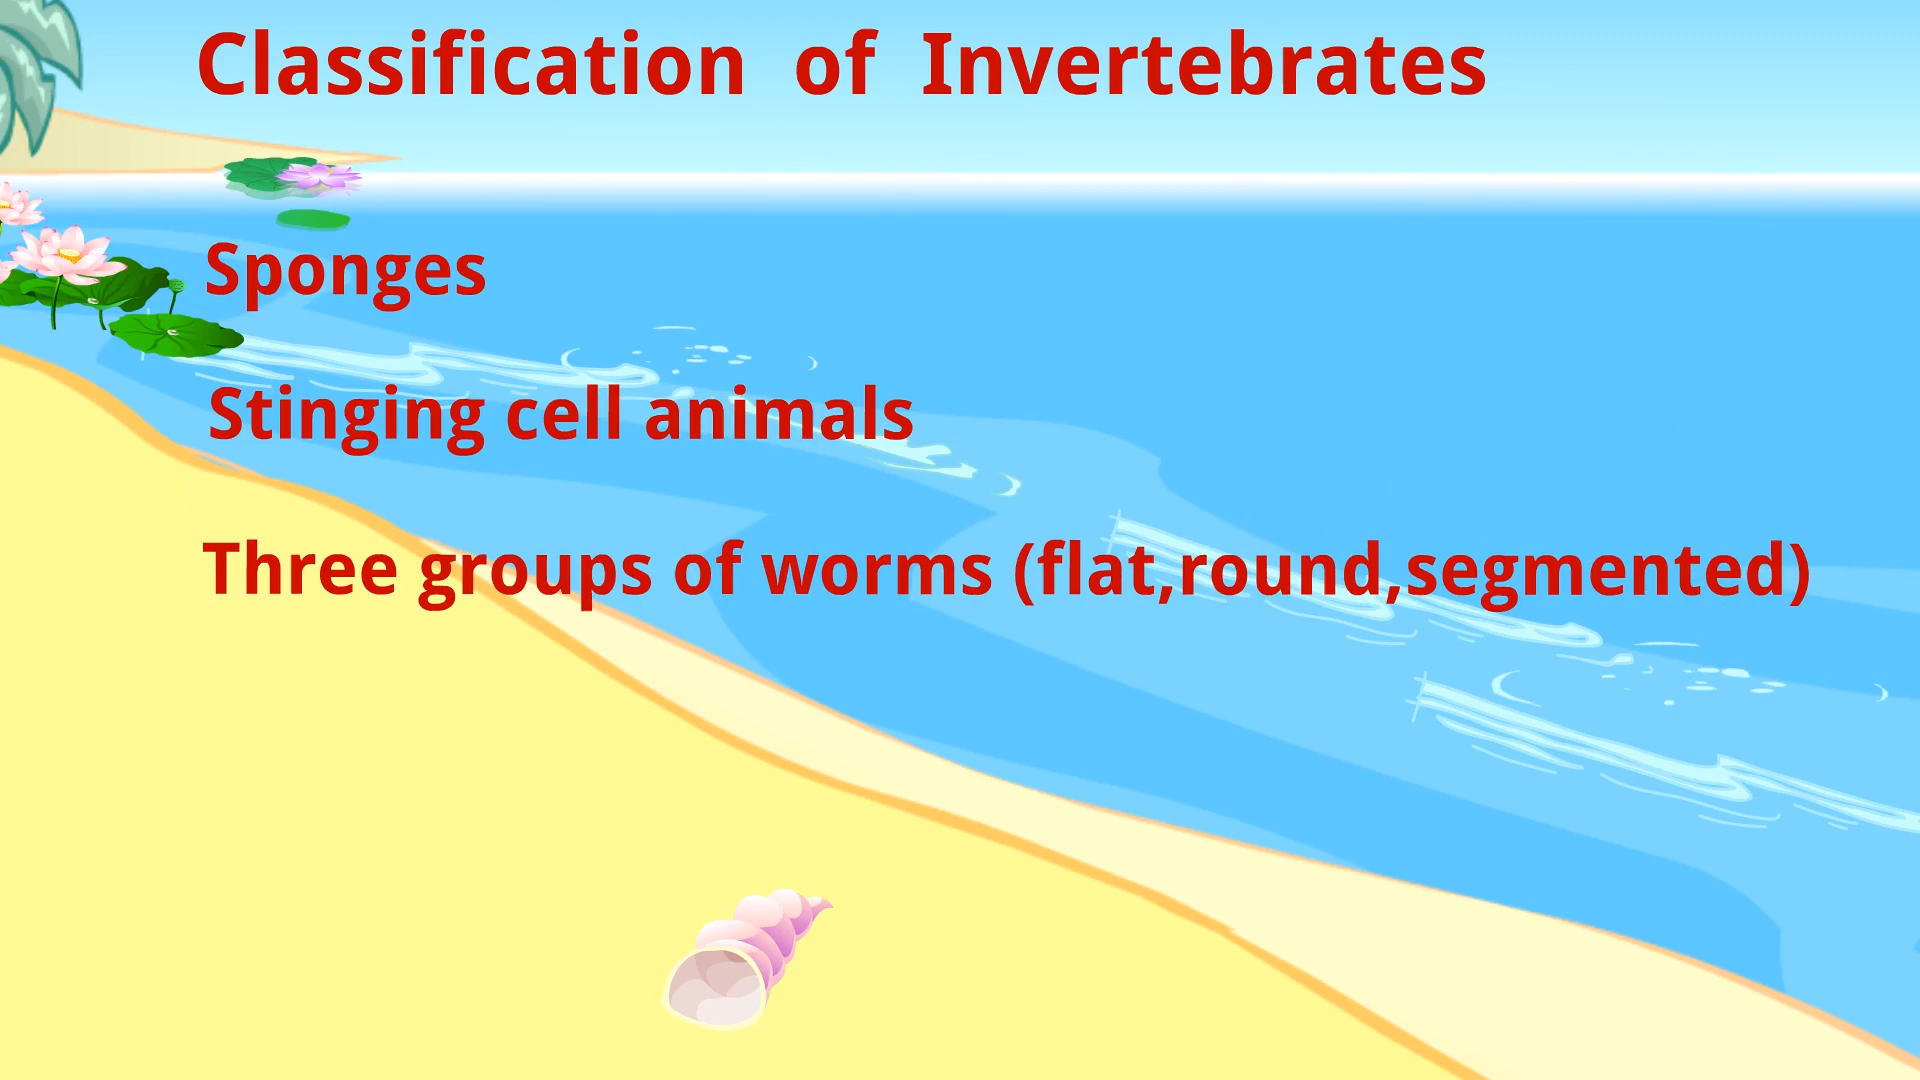 Classification of Invertebrates
Sponges
Stinging cell animals
Three groups of worms (flat,round,segmented)